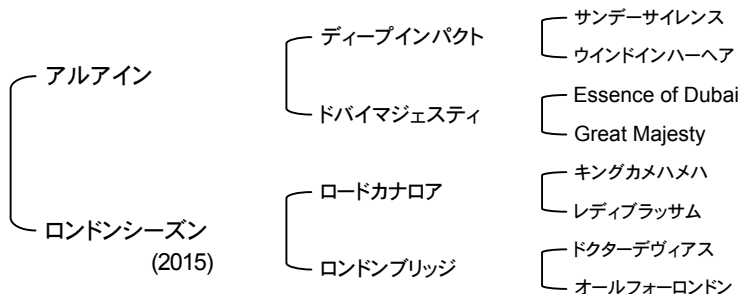 アルアイン
ロンドンシーズン
(2015)
ディープインパクト
ドバイマジェスティ
ロードカナロア
ロンドンブリッジ
サンデーサイレンス
ウインドインハーヘア
Essence of Dubai
Great Majesty
キングカメハメハ
レディブラッサム
ドクターデヴィアス
オールフォーロンドン